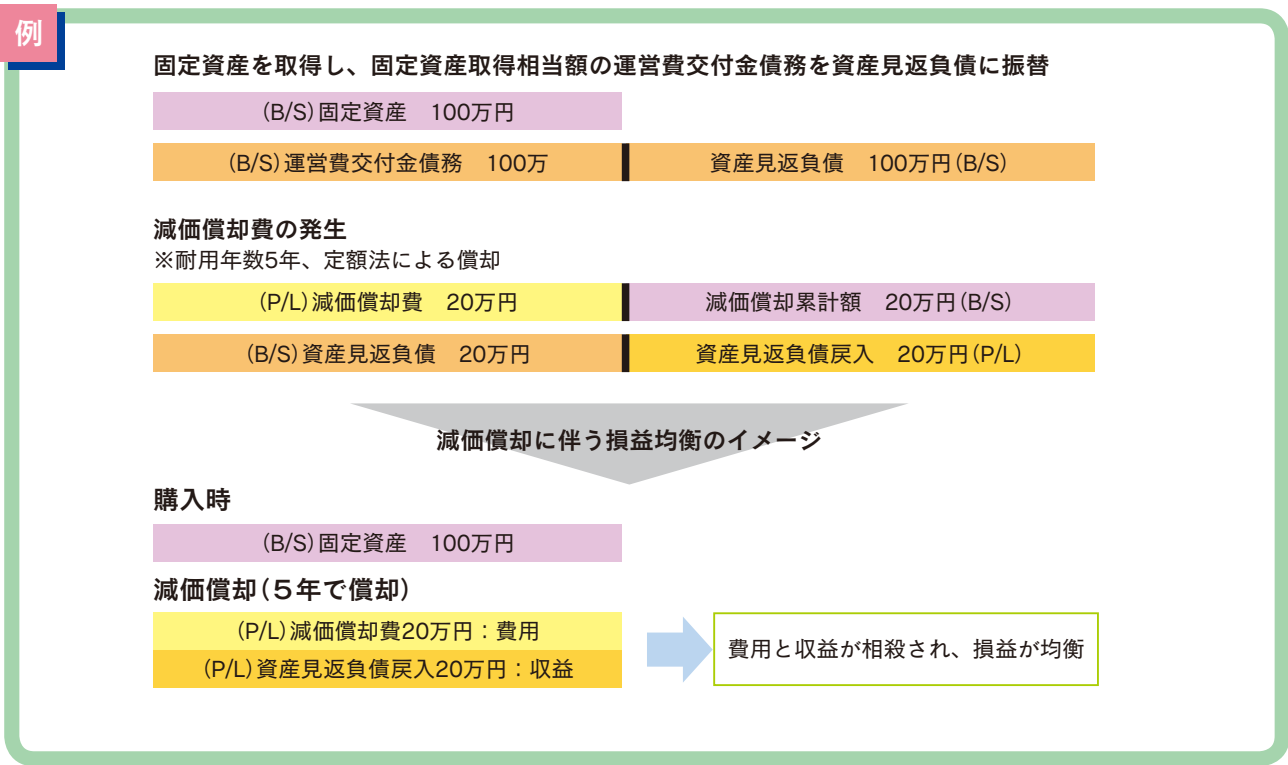 例
固定資産を取得し、固定資産取得相当額の運営費交付金債務を資産見返負債に振替
(B/S)固定資産　100万円
(B/S)運営費交付金債務　100万　資産見返負債　100万円(B/S)
減価償却費の発生
※耐用年数5年、定額法による償却
(P/L)減価償却費　20万円　減価償却累計額　20万円(B/S)
(B/S)資産見返負債　20万円　資産見返負債戻入　20万円(P/L)
減価償却に伴う損益均衡のイメージ
購入時
(B/S)固定資産　100万円
減価償却(５年で償却)
(P/L)減価償却費20万円：費用
(P/L)資産見返負債戻入20万円：収益
費用と収益が相殺され、損益が均衡